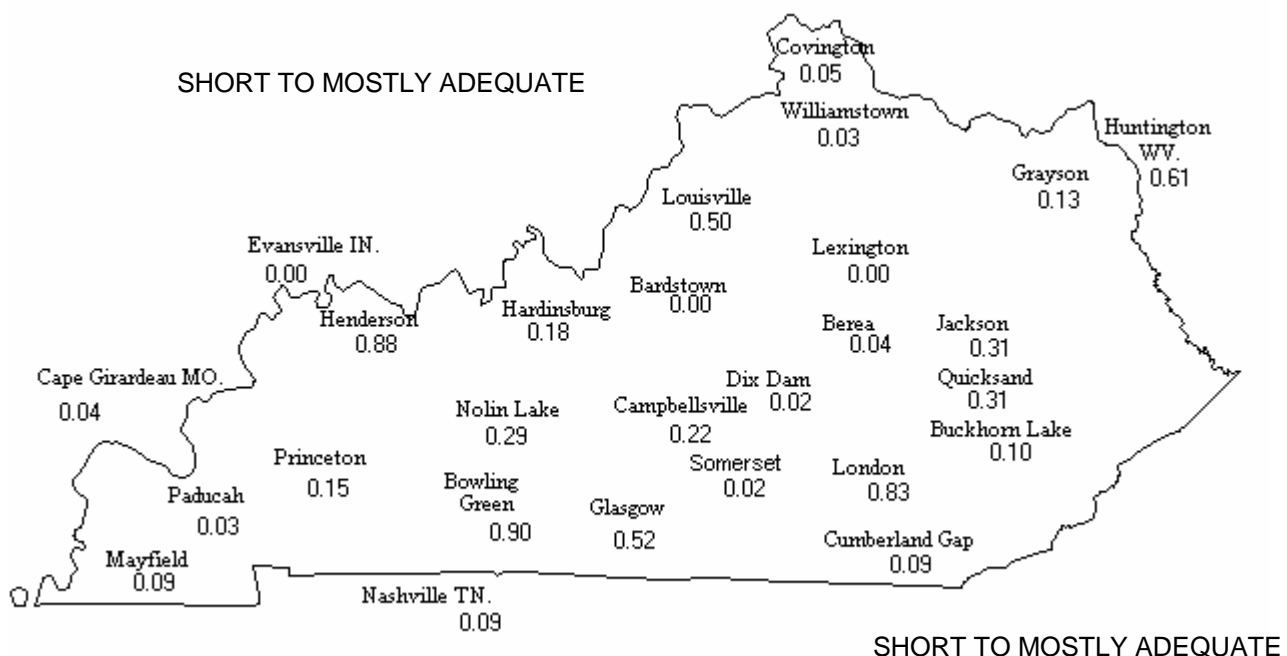 Covington
0.05
SHORT TO MOSTLY ADEQUATE
Williamstown
0.03
Huntington
WV.
0.61
Grayson
0.13
Louisville
0.50
Evansville IN.
0.00
Lexington
0.00
Bardstown
0.00
Hardinsburg
0.18
Henderson
0.88
Berea
0.04
Jackson
0.31
Cape Girardeau MO.
0.04
Dix Dam
0.02
Quicksand
0.31
Nolin Lake
0.29
Campbellsville
0.22
Buckhorn Lake
0.10
Princeton
0.15
Somerset
0.02
London
0.83
Paducah
0.03
Bowling
Green
0.90
Glasgow
0.52
Cumberland Gap
0.09
Mayfield
0.09
Nashville TN.
0.09
SHORT TO MOSTLY ADEQUATE